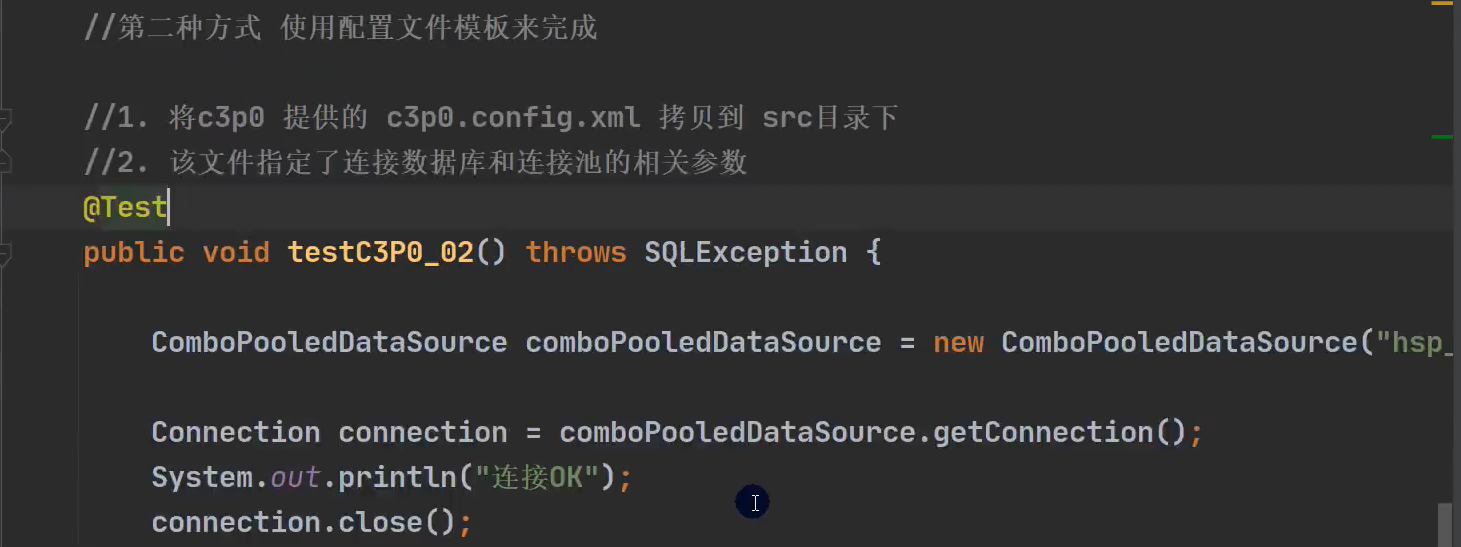 //第二种方式 使用配置文件模板来完成
//1. 将c3p0 提供的 c3p0.config.xml 拷贝到 src目录下
//2. 该文件指定了连接数据库和连接池的相关参数
@Test
public void testC3P0_02() throws SQLException {
ComboPooledDataSource comboPooledDataSource = new ComboPooledDataSource("hsp_
Connection connection = comboPooledDataSource.getConnection();
System.out.println("连接OK");
connection.close();